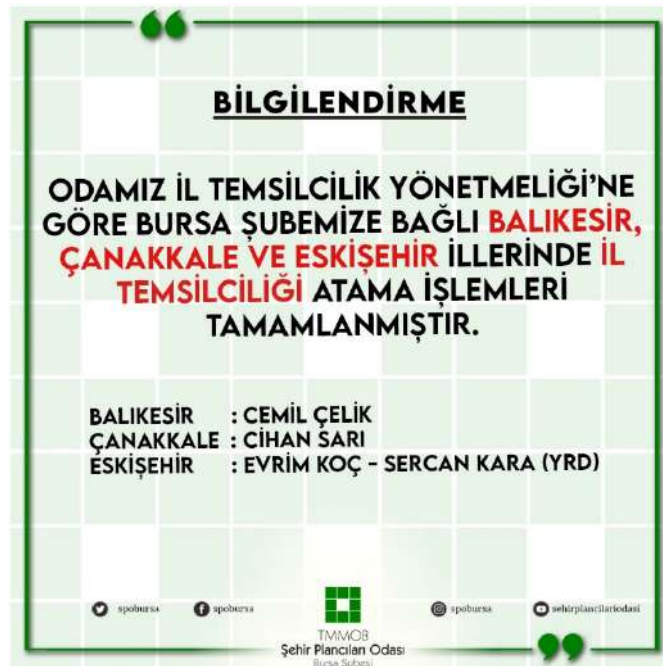 BİLGİLENDİRME
ODAMIZ İL TEMSİLCİLİK YÖNETMELİĞİ'NE
GÖRE BURSA ŞUBEMİZE BAĞLI BALIKESİR,
ÇANAKKALE VE ESKİŞEHİR İLLERİNDE İL
TEMSİLCİLİĞİ ATAMA İŞLEMLERİ
TAMAMLANMIŞTIR.
BALIKESİR : CEMİL ÇELİK
ÇANAKKALE : CİHAN SARI
ESKİŞEHİR : EVRİM KOÇ - SERCAN KARA (YRD)
spobursa spobursa spobursa sehirplancilariodasi
TMMOB
Şehir Plancıları Odası
Bursa Şubesi